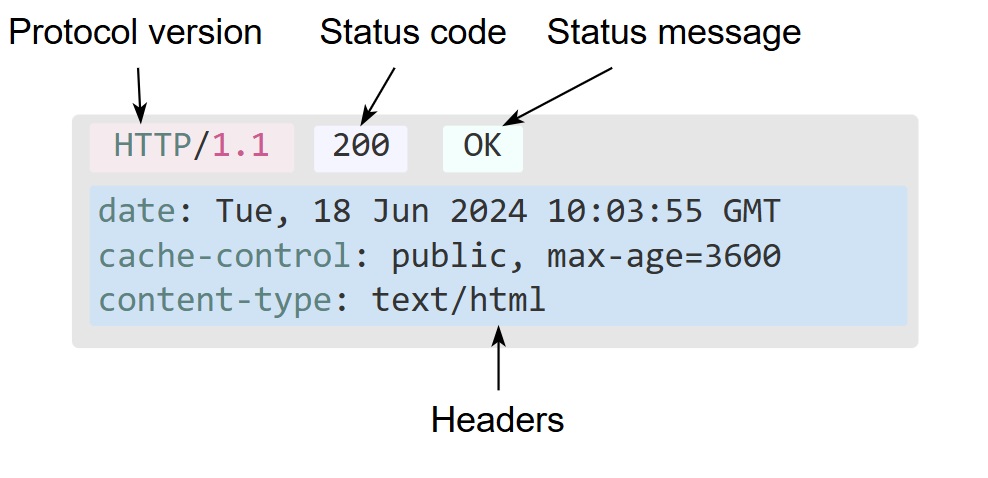 Protocol version Status code Status message
HTTP/1.1 200 OK
date: Tue, 18 Jun 2024 10:03:55 GMT
cache-control: public, max-age=3600
content-type: text/html
Headers